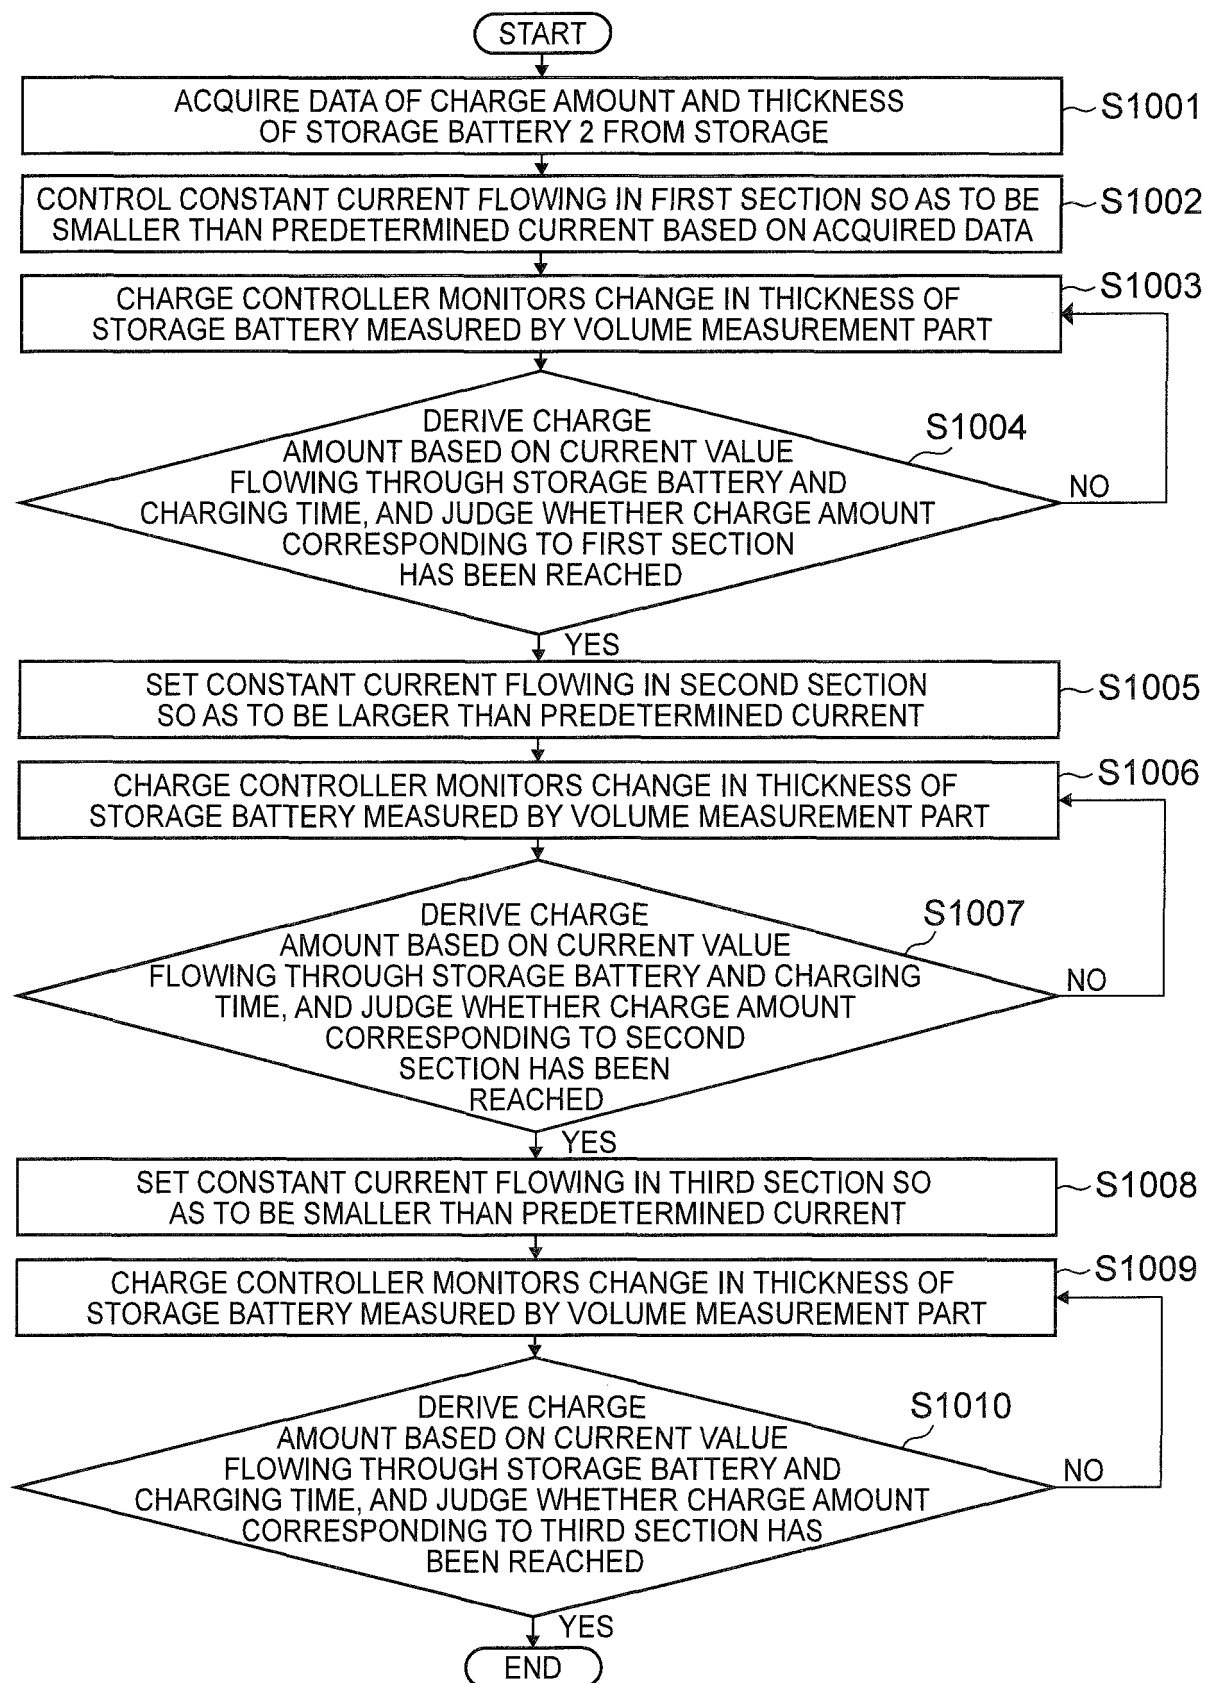 START
ACQUIRE DATA OF CHARGE AMOUNT AND THICKNESS
OF STORAGE BATTERY 2 FROM STORAGE
S1001
CONTROL CONSTANT CURRENT FLOWING IN FIRST SECTION SO AS TO BE
SMALLER THAN PREDETERMINED CURRENT BASED ON ACQUIRED DATA
S1002
CHARGE CONTROLLER MONITORS CHANGE IN THICKNESS OF
STORAGE BATTERY MEASURED BY VOLUME MEASUREMENT PART
S1003
DERIVE CHARGE
AMOUNT BASED ON CURRENT VALUE
FLOWING THROUGH STORAGE BATTERY AND
CHARGING TIME, AND JUDGE WHETHER CHARGE AMOUNT
CORRESPONDING TO FIRST SECTION
HAS BEEN REACHED
S1004
NO
YES
SET CONSTANT CURRENT FLOWING IN SECOND SECTION
SO AS TO BE LARGER THAN PREDETERMINED CURRENT
S1005
CHARGE CONTROLLER MONITORS CHANGE IN THICKNESS OF
STORAGE BATTERY MEASURED BY VOLUME MEASUREMENT PART
S1006
DERIVE CHARGE
AMOUNT BASED ON CURRENT VALUE
FLOWING THROUGH STORAGE BATTERY AND CHARGING
TIME, AND JUDGE WHETHER CHARGE AMOUNT
CORRESPONDING TO SECOND
SECTION HAS BEEN
REACHED
S1007
NO
YES
SET CONSTANT CURRENT FLOWING IN THIRD SECTION SO
AS TO BE SMALLER THAN PREDETERMINED CURRENT
S1008
CHARGE CONTROLLER MONITORS CHANGE IN THICKNESS OF
STORAGE BATTERY MEASURED BY VOLUME MEASUREMENT PART
S1009
DERIVE CHARGE
AMOUNT BASED ON CURRENT VALUE
FLOWING THROUGH STORAGE BATTERY AND
CHARGING TIME, AND JUDGE WHETHER CHARGE AMOUNT
CORRESPONDING TO THIRD SECTION HAS
BEEN REACHED
S1010
NO
YES
END